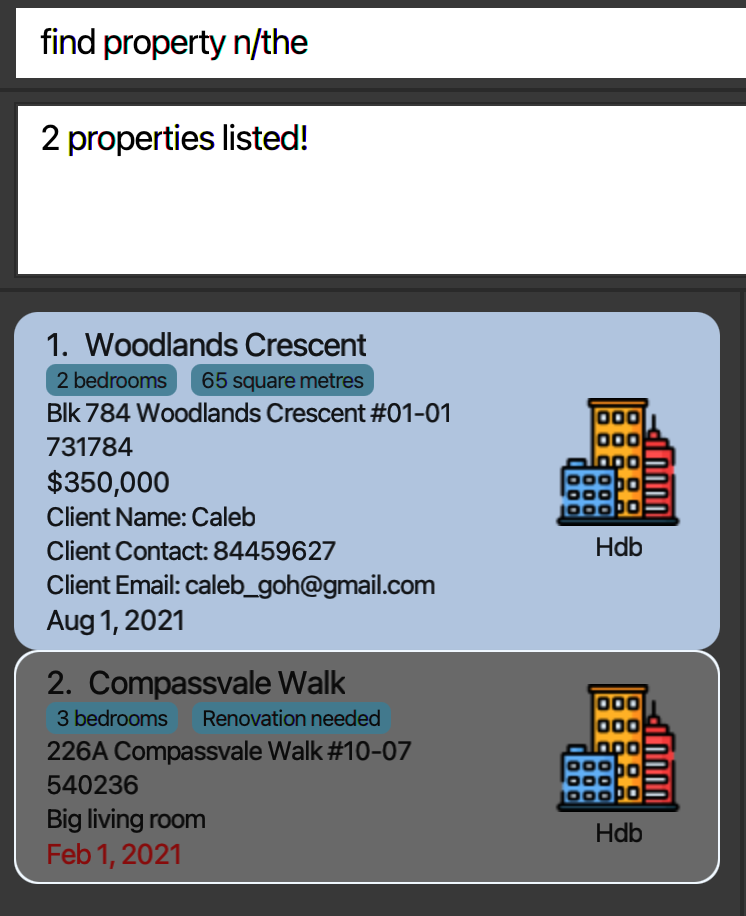 find property n/the
2 properties listed!
1. Woodlands Crescent
2 bedrooms 65 square metres
Blk 784 Woodlands Crescent #01-01
731784
$350,000
Client Name: Caleb
Client Contact: 84459627
Client Email: caleb_goh@gmail.com
Aug 1, 2021
Hdb
2. Compassvale Walk
3 bedrooms Renovation needed
226A Compassvale Walk #10-07
540236
Big living room
Feb 1, 2021
Hdb